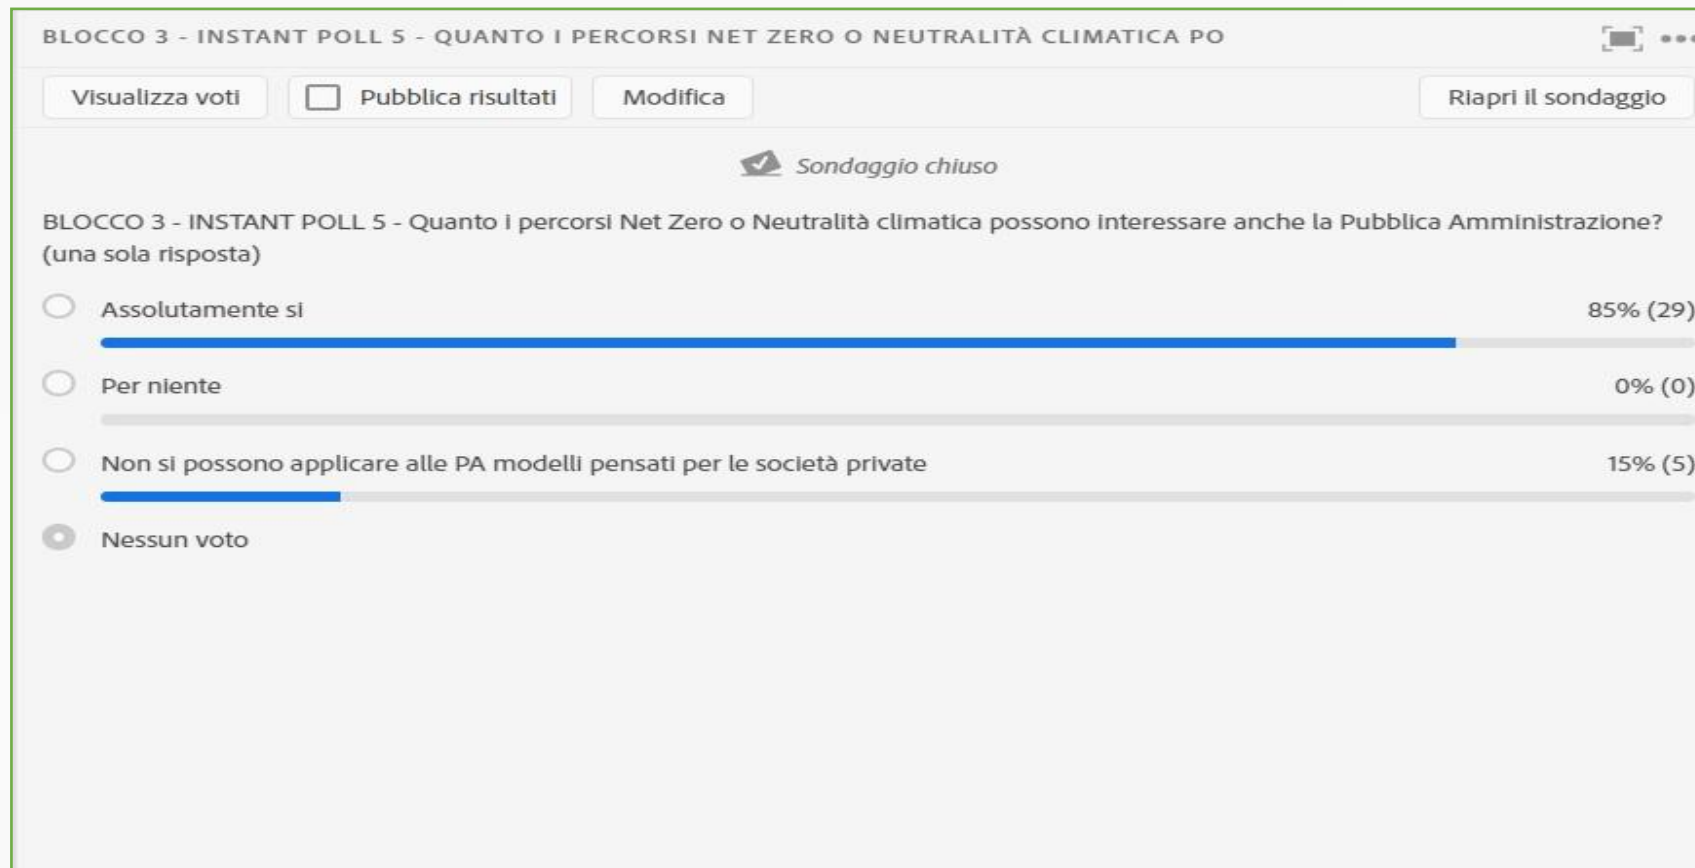 BLOCCO 3 - INSTANT POLL 5 - QUANTO I PERCORSI NET ZERO O NEUTRALITÀ CLIMATICA PO
Visualizza voti Pubblica risultati Modifica Riapri il sondaggio
Sondaggio chiuso
BLOCCO 3 - INSTANT POLL 5 - Quanto i percorsi Net Zero o Neutralità climatica possono interessare anche la Pubblica Amministrazione?
(una sola risposta)
Assolutamente si 85% (29)
Per niente 0% (0)
Non si possono applicare alle PA modelli pensati per le società private 15% (5)
Nessun voto